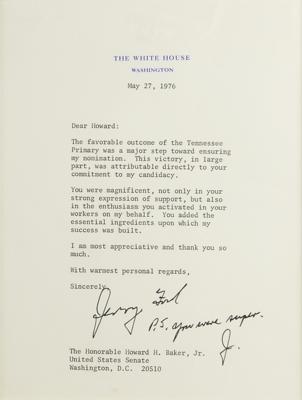 THE WHITE HOUSE
WASHINGTON
May 27, 1976
Dear Howard:
The favorable outcome of the Tennessee
Primary was a major step toward ensuring
my nomination. This victory, in large
part, was attributable directly to your
commitment to my candidacy.
You were magnificent, not only in your
strong expression of support, but also
in the enthusiasm you activated in your
workers on my behalf. You added the
essential ingredients upon which my
success was built.
I am most appreciative and thank you so
much.
With warmest personal regards,
Sincerely,
Jerry Ford
P.S. You were super.
J.
The Honorable Howard H. Baker, Jr.
United States Senate
Washington, D.C. 20510